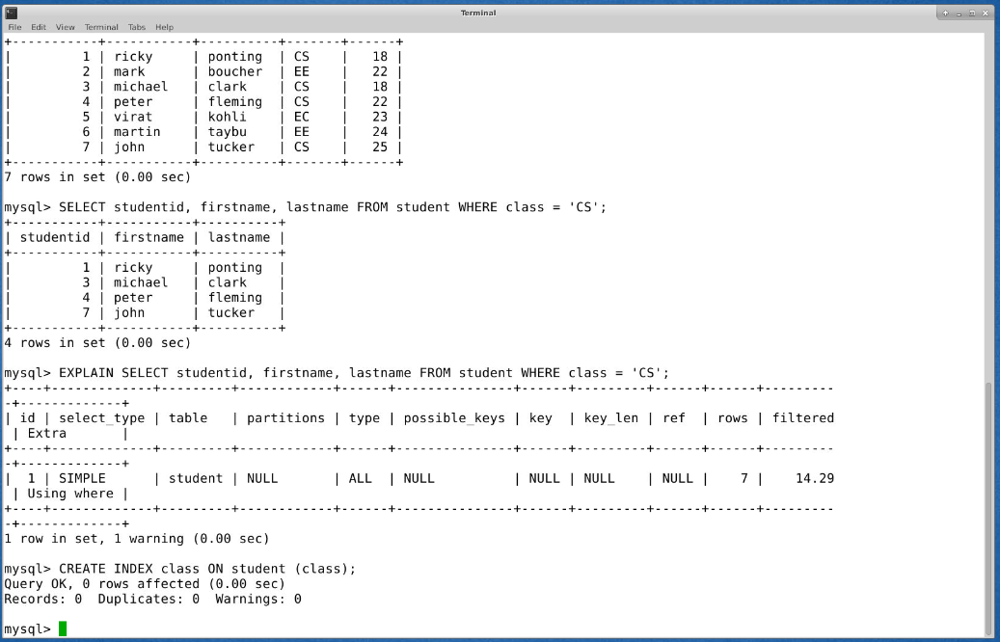 Terminal
File Edit View Terminal Tabs Help
+-----------+-----------+----------+-------+------+
|         1 | ricky     | ponting  | CS    |   18 |
|         2 | mark      | boucher  | EE    |   22 |
|         3 | michael   | clark    | CS    |   18 |
|         4 | peter     | fleming  | CS    |   22 |
|         5 | virat     | kohli    | EC    |   23 |
|         6 | martin    | taybu    | EE    |   24 |
|         7 | john      | tucker   | CS    |   25 |
+-----------+-----------+----------+-------+------+
7 rows in set (0.00 sec)

mysql> SELECT studentid, firstname, lastname FROM student WHERE class = 'CS';
+-----------+-----------+----------+
| studentid | firstname | lastname |
+-----------+-----------+----------+
|         1 | ricky     | ponting  |
|         3 | michael   | clark    |
|         4 | peter     | fleming  |
|         7 | john      | tucker   |
+-----------+-----------+----------+
4 rows in set (0.00 sec)

mysql> EXPLAIN SELECT studentid, firstname, lastname FROM student WHERE class = 'CS';
+----+-------------+---------+------------+------+---------------+------+---------+------+------+---------
-+-------------+
| id | select_type | table   | partitions | type | possible_keys | key  | key_len | ref  | rows | filtered
 | Extra       |
+----+-------------+---------+------------+------+---------------+------+---------+------+------+---------
-+-------------+
|  1 | SIMPLE      | student | NULL       | ALL  | NULL          | NULL | NULL    | NULL |    7 |    14.29
 | Using where |
+----+-------------+---------+------------+------+---------------+------+---------+------+------+---------
-+-------------+
1 row in set, 1 warning (0.00 sec)

mysql> CREATE INDEX class ON student (class);
Query OK, 0 rows affected (0.00 sec)
Records: 0  Duplicates: 0  Warnings: 0

mysql>